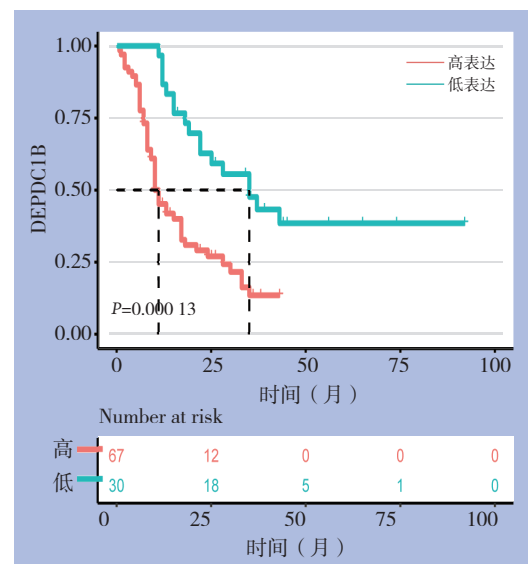 1.00
高表达
低表达
0.75
DEPDC1B
0.50
0.25
P=0.000 13
0.00
0 25 50 75 100
时间（月）
Number at risk
高 67 12 0 0 0
低 30 18 5 1 0
0 25 50 75 100
时间（月）